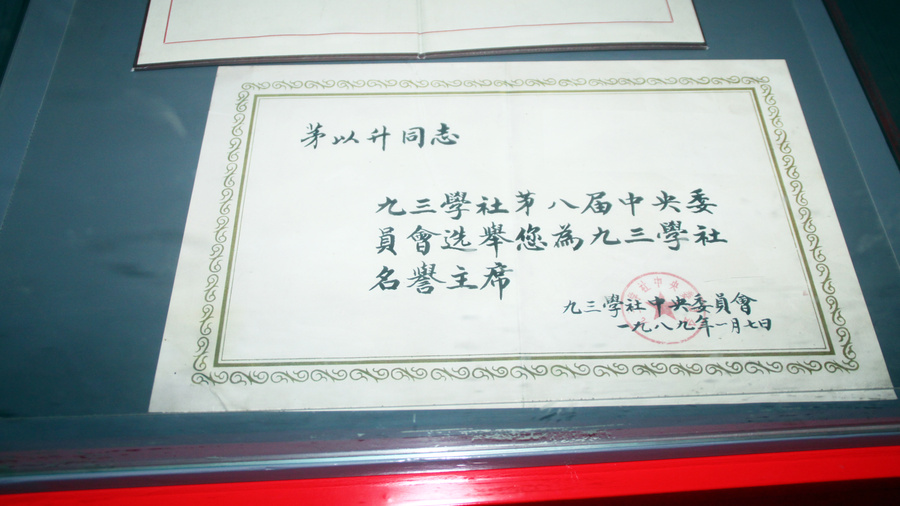 茅以升同志
九三學社第八届中央委
員會选舉您為九三學社
名譽主席
九三學社中央委員會
一九八九年一月七日